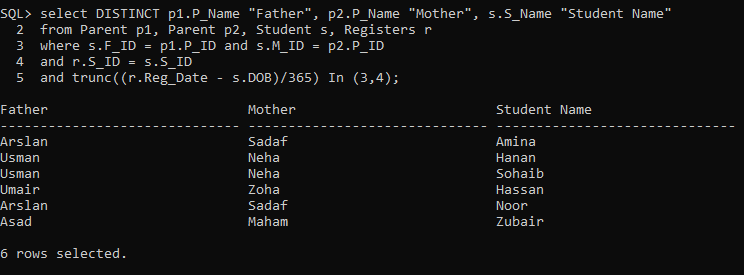 SQL> select DISTINCT p1.P_Name "Father", p2.P_Name "Mother", s.S_Name "Student Name"
  2  from Parent p1, Parent p2, Student s, Registers r
  3  where s.F_ID = p1.P_ID and s.M_ID = p2.P_ID
  4  and r.S_ID = s.S_ID
  5  and trunc((r.Reg_Date - s.DOB)/365) In (3,4);

Father                         Mother                         Student Name
------------------------------ ------------------------------ ------------------------------
Arslan                         Sadaf                          Amina
Usman                          Neha                           Hanan
Usman                          Neha                           Sohaib
Umair                          Zoha                           Hassan
Arslan                         Sadaf                          Noor
Asad                           Maham                          Zubair

6 rows selected.